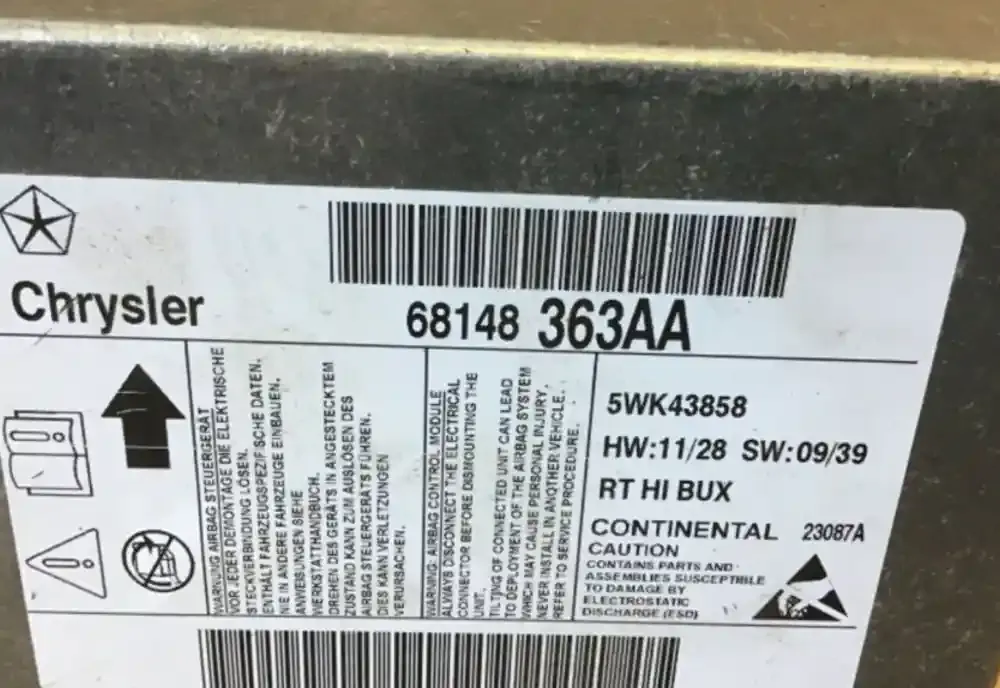 Chrysler
68148 363AA
WARNUNG AIRBAG STEUERGERÄT
VOR JEDER DEMONTAGE DIE ELEKTRISCHE
STECKVERBINDUNG LÖSEN.
ENTHÄLT FAHRZEUGSPEZIFISCHE DATEN.
NIE IN ANDERE FAHRZEUGE EINBAUEN.
ANWEISUNGEN SIEHE
WERKSTATTHANDBUCH.
DREHEN DES GERÄTS IN ANGESTECKTEM
ZUSTAND KANN ZUM AUSLÖSEN DES
AIRBAG STEUERGERÄTS FÜHREN.
DIES KANN VERLETZUNGEN
VERURSACHEN.
WARNING: AIRBAG CONTROL MODULE
ALWAYS DISCONNECT THE ELECTRICAL
CONNECTOR BEFORE DISMOUNTING THE
UNIT.
TILTING OF CONNECTED UNIT CAN LEAD
TO DEPLOYMENT OF THE AIRBAG SYSTEM
WHICH MAY CAUSE PERSONAL INJURY.
NEVER INSTALL IN ANOTHER VEHICLE.
REFER TO SERVICE PROCEDURE.
5WK43858
HW:11/28 SW:09/39
RT HI BUX
CONTINENTAL 23087A
CAUTION
CONTAINS PARTS AND
ASSEMBLIES SUSCEPTIBLE
TO DAMAGE BY
ELECTROSTATIC
DISCHARGE (ESD)